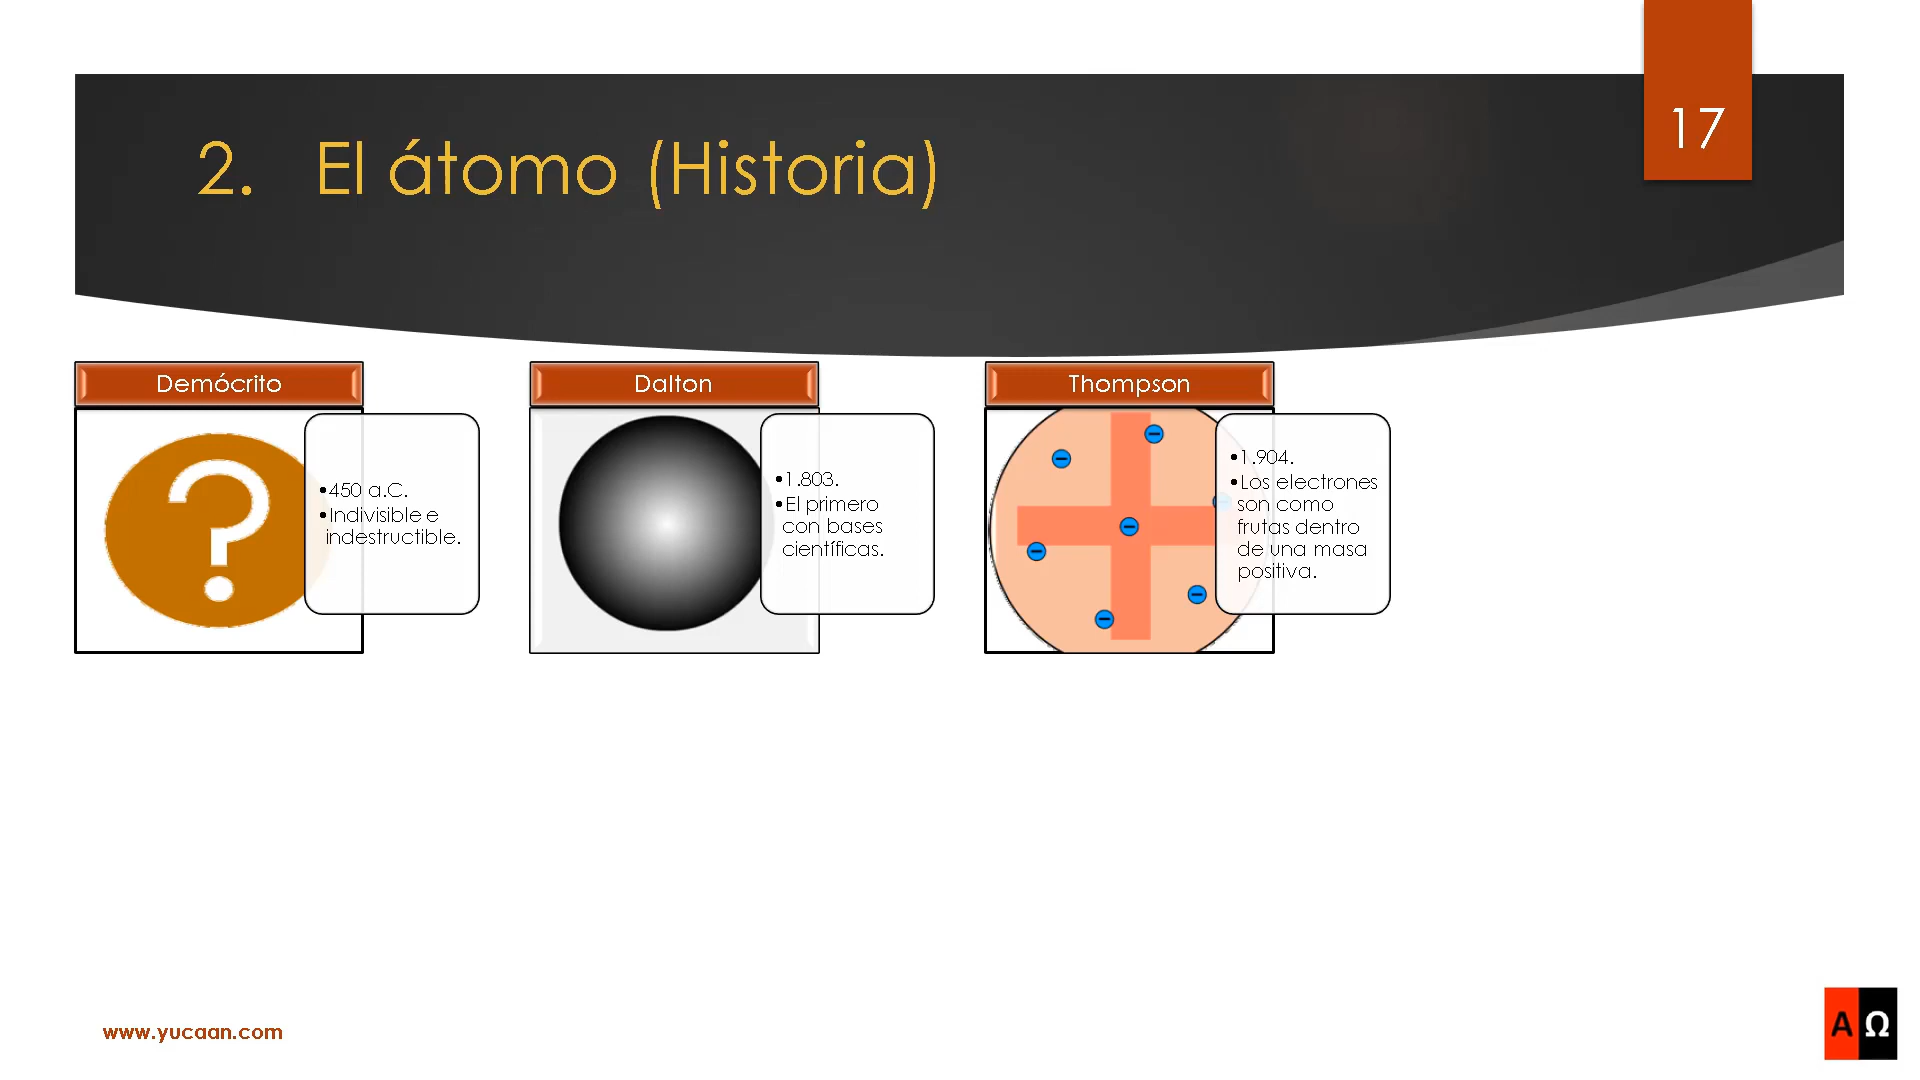 17
2. El átomo (Historia)
Demócrito
•450 a.C.
•Indivisible e
indestructible.
Dalton
•1.803.
•El primero
con bases
científicas.
Thompson
•1.904.
•Los electrones
son como
frutas dentro
de una masa
positiva.
www.yucaan.com
A Ω